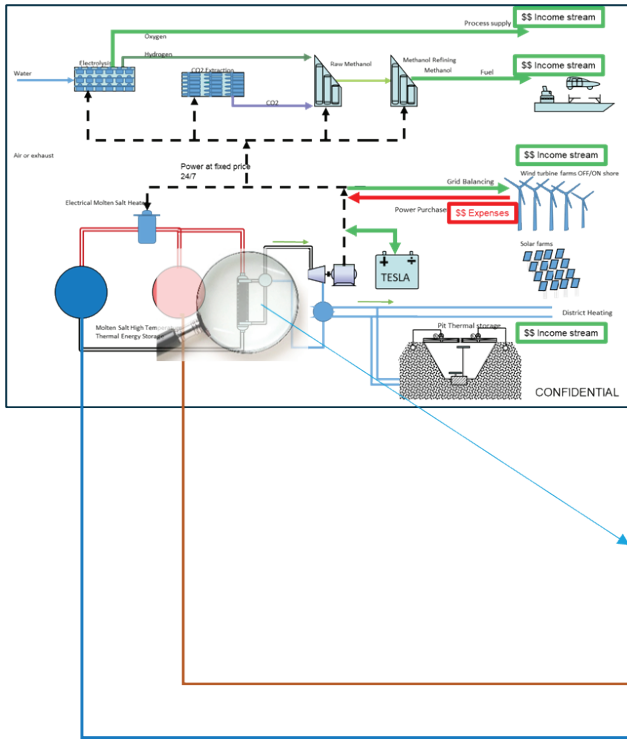 $$ Income stream
Process supply
Oxygen
Hydrogen
Electrolysis
Raw Methanol
Methanol Refining
Methanol
Fuel
$$ Income stream
Water
CO2 Extraction
CO2
Air or exhaust
Power at fixed price
24/7
$$ Income stream
Wind turbine farms OFF/ON shore
Grid Balancing
Electrical Molten Salt Heater
Power Purchase
$$ Expenses
Solar farms
TESLA
District Heating
Molten Salt High Temp
Thermal Energy Storage
Pit Thermal storage
$$ Income stream
CONFIDENTIAL